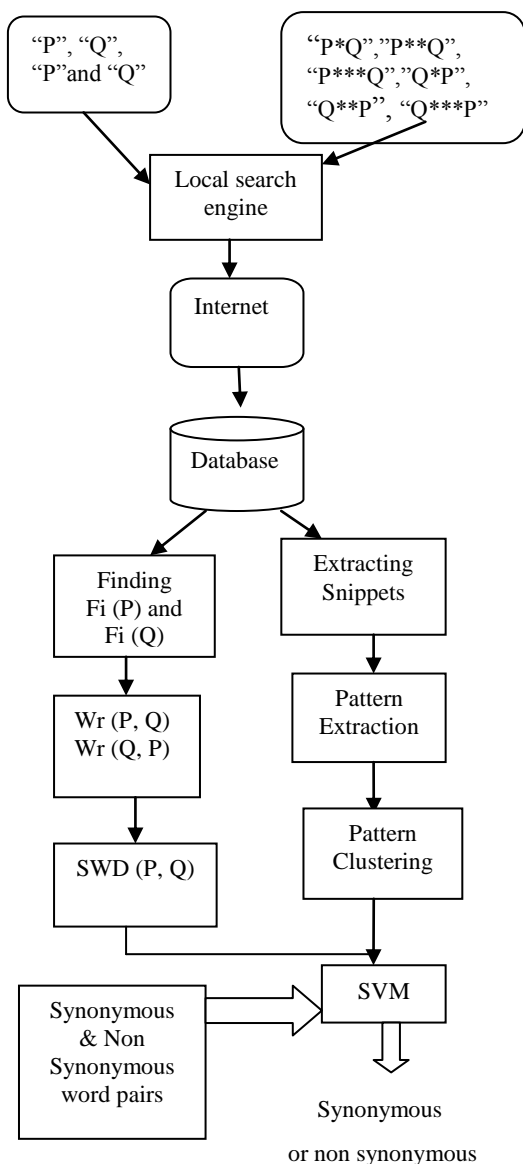 “P”, “Q”,
“P”and “Q”
“P*Q”,”P**Q”,
“P***Q”,”Q*P”,
“Q**P”, “Q***P”
Local search
engine
Internet
Database
Finding
Fi (P) and
Fi (Q)
Extracting
Snippets
Wr (P, Q)
Wr (Q, P)
Pattern
Extraction
SWD (P, Q)
Pattern
Clustering
Synonymous
& Non
Synonymous
word pairs
SVM
Synonymous
or non synonymous